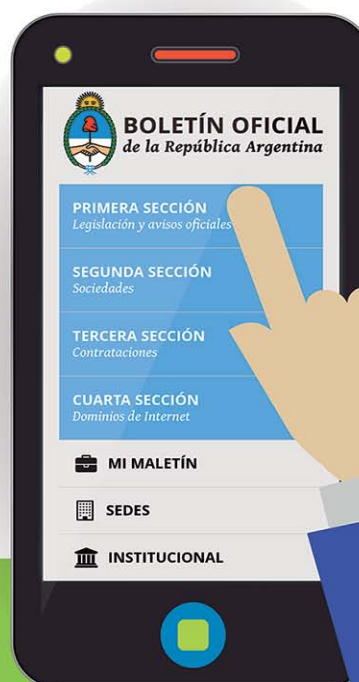 BOLETÍN OFICIAL
de la República Argentina
PRIMERA SECCIÓN
Legislación y avisos oficiales
SEGUNDA SECCIÓN
Sociedades
TERCERA SECCIÓN
Contrataciones
CUARTA SECCIÓN
Dominios de Internet
MI MALETÍN
SEDES
INSTITUCIONAL